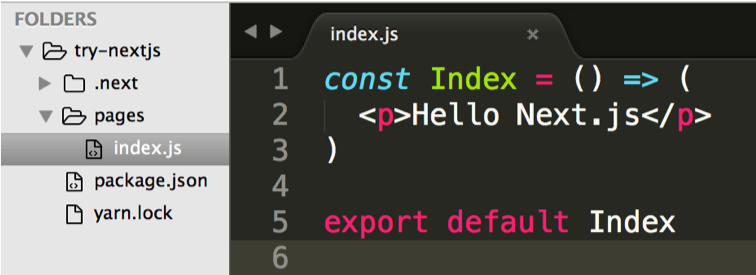 FOLDERS
try-nextjs
.next
pages
index.js
package.json
yarn.lock
index.js
1 const Index = () => (
2 <p>Hello Next.js</p>
3 )
4
5 export default Index
6